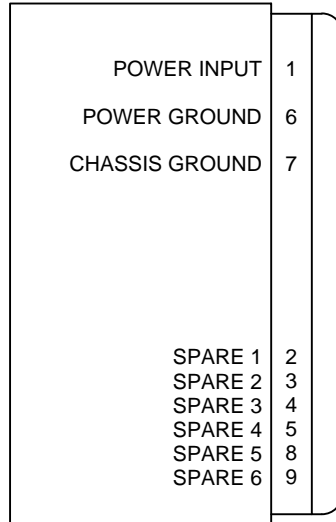 POWER INPUT 1
POWER GROUND 6
CHASSIS GROUND 7
SPARE 1 2
SPARE 2 3
SPARE 3 4
SPARE 4 5
SPARE 5 8
SPARE 6 9